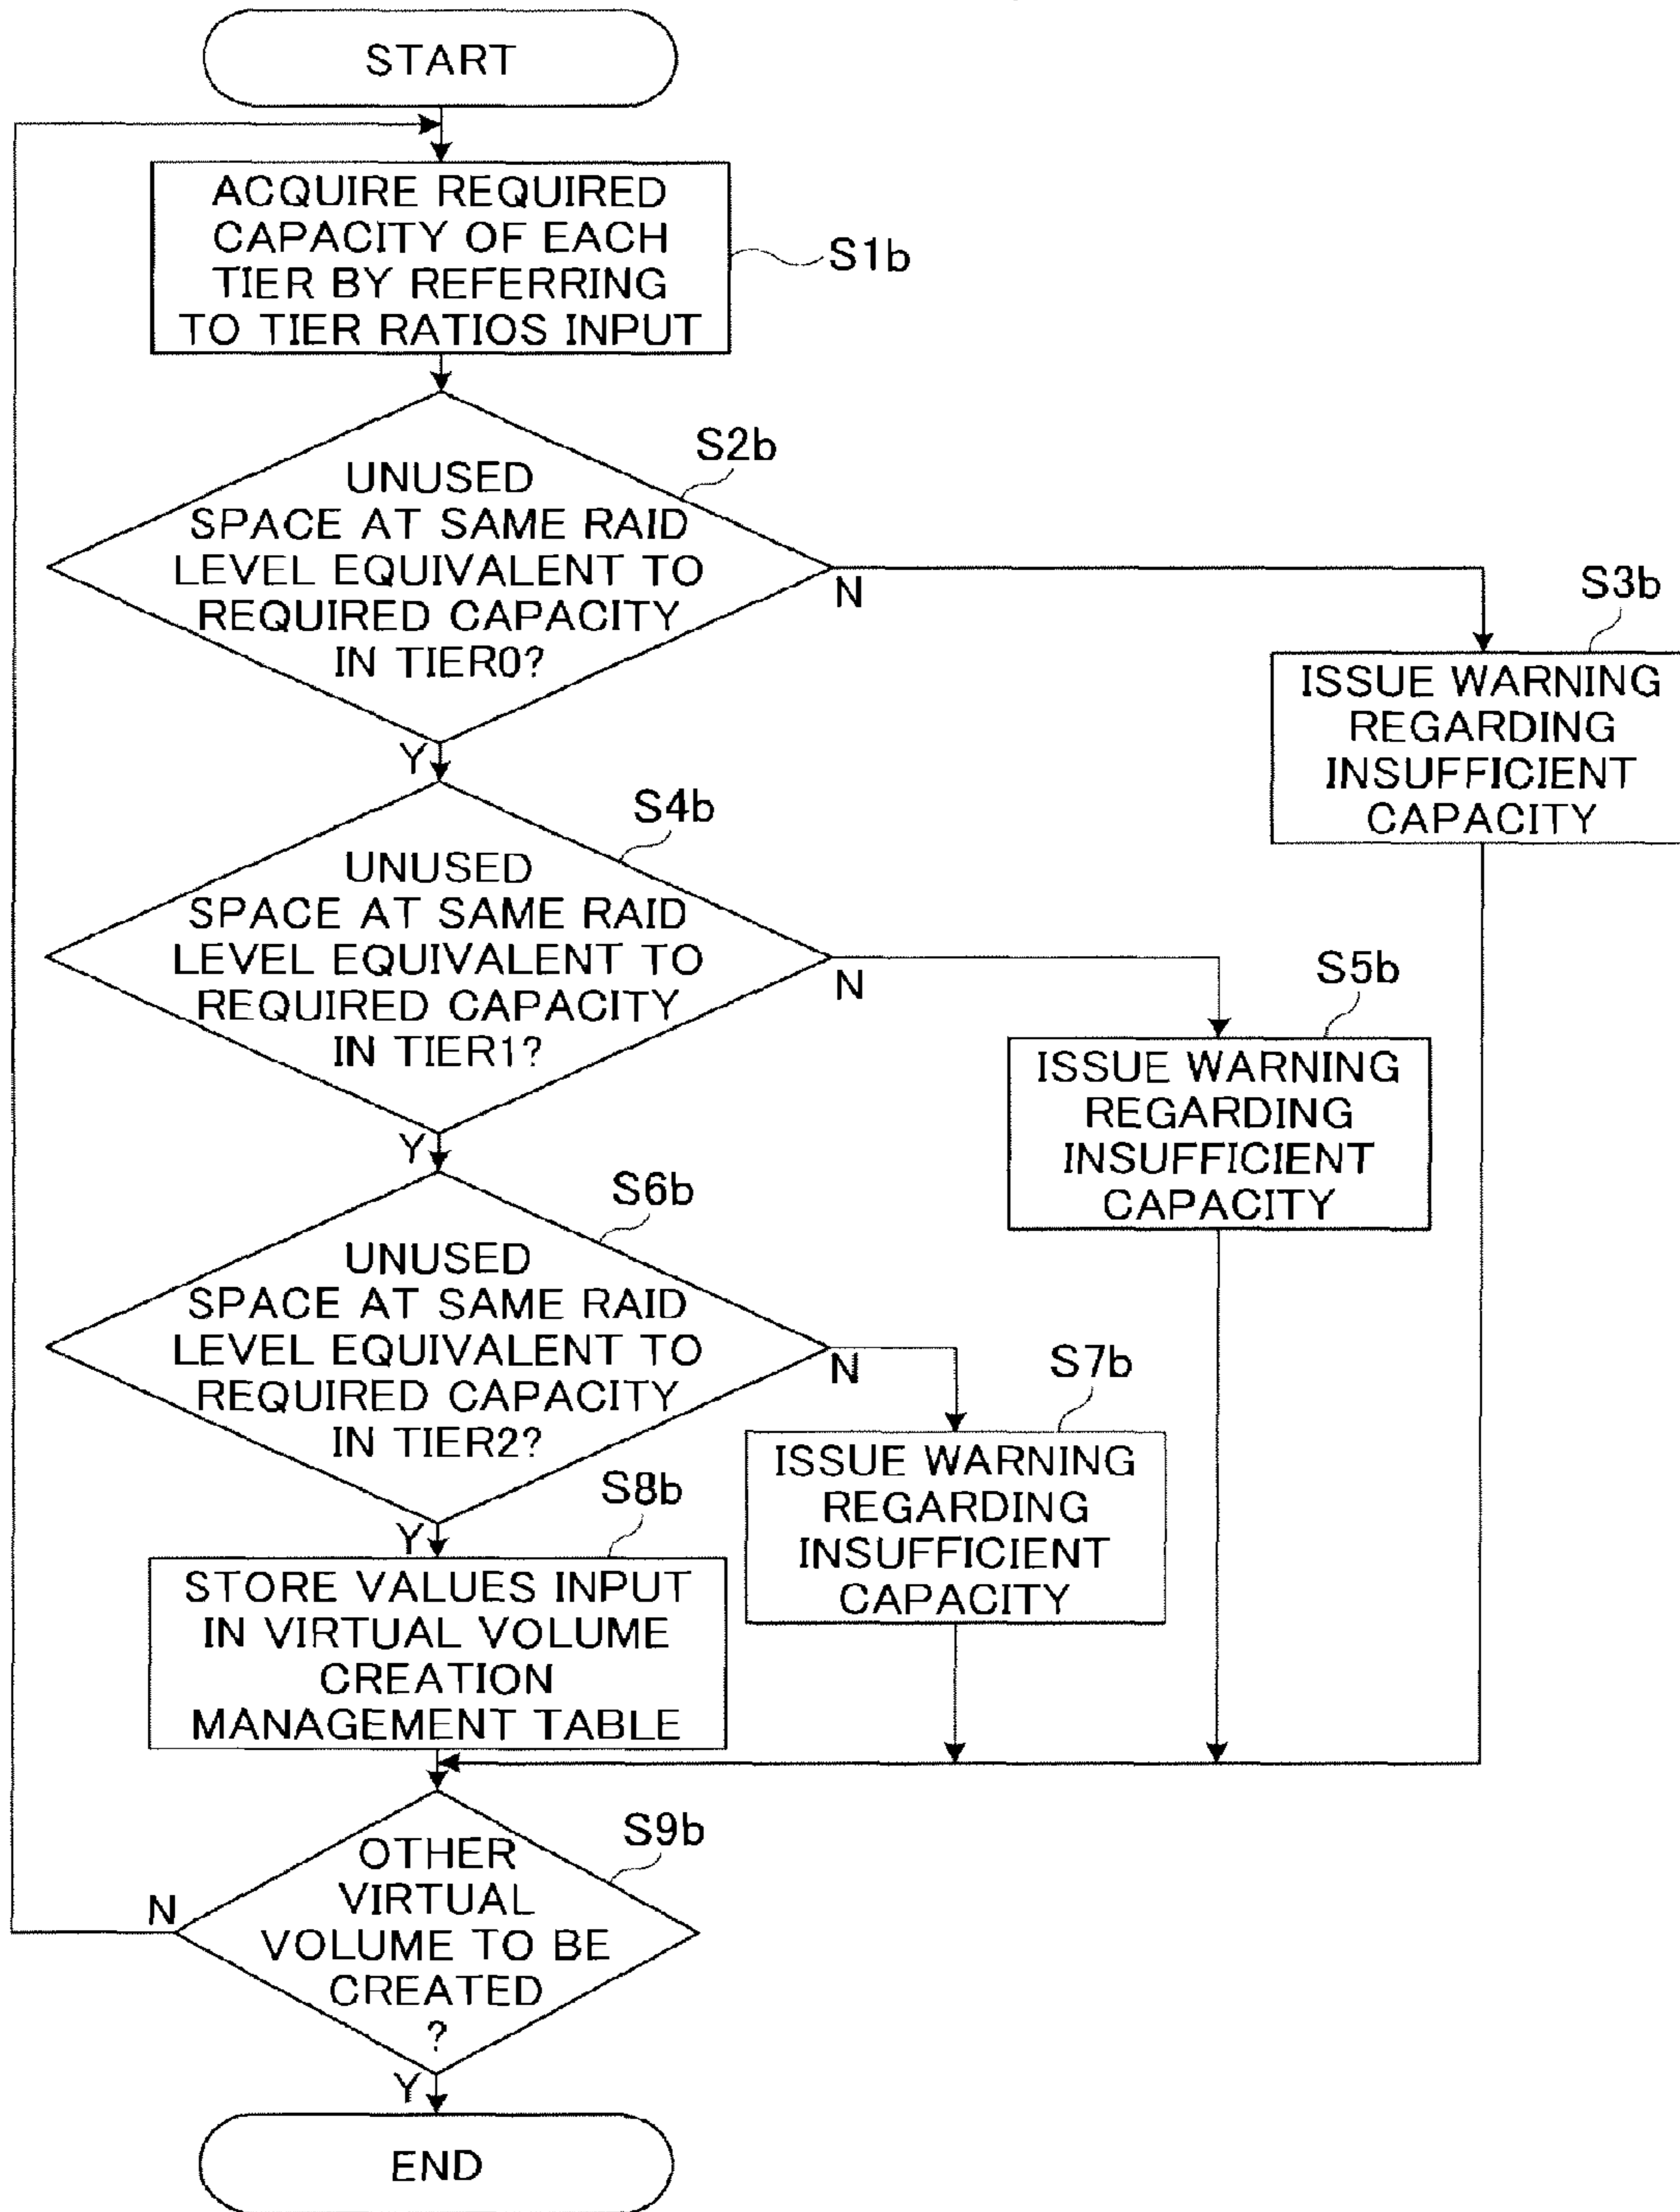 START
ACQUIRE REQUIRED
CAPACITY OF EACH
TIER BY REFERRING
TO TIER RATIOS INPUT
S1b
S2b
UNUSED
SPACE AT SAME RAID
LEVEL EQUIVALENT TO
REQUIRED CAPACITY
IN TIER0?
N
Y
S3b
ISSUE WARNING
REGARDING
INSUFFICIENT
CAPACITY
S4b
UNUSED
SPACE AT SAME RAID
LEVEL EQUIVALENT TO
REQUIRED CAPACITY
IN TIER1?
N
Y
S5b
ISSUE WARNING
REGARDING
INSUFFICIENT
CAPACITY
S6b
UNUSED
SPACE AT SAME RAID
LEVEL EQUIVALENT TO
REQUIRED CAPACITY
IN TIER2?
N
Y
S7b
ISSUE WARNING
REGARDING
INSUFFICIENT
CAPACITY
S8b
STORE VALUES INPUT
IN VIRTUAL VOLUME
CREATION
MANAGEMENT TABLE
S9b
OTHER
VIRTUAL
VOLUME TO BE
CREATED
?
N
Y
END